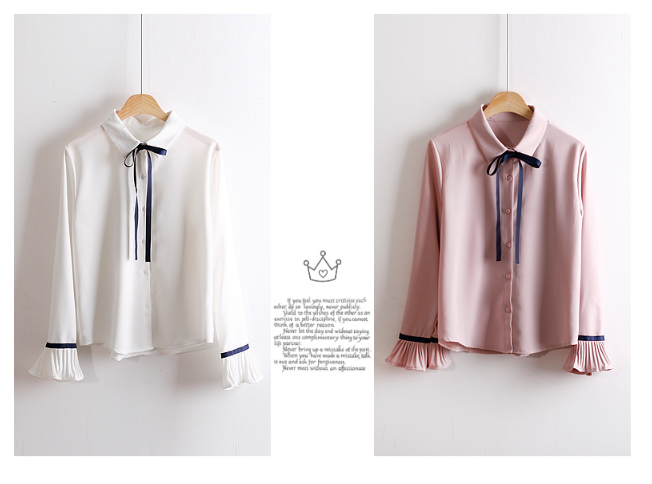 If you feel you must criticize such
other, do so lovingly, never publicly.
Yield to the wishes of the other as an
exercise in self-discipline, if you cannot
think of a better reason.
Never let the day end without saying
at least one complimentary thing to your
life partner.
Never bring up a mistake of the past.
When you have made a mistake, talk
it out and ask for forgiveness.
Never meet without an affectionate